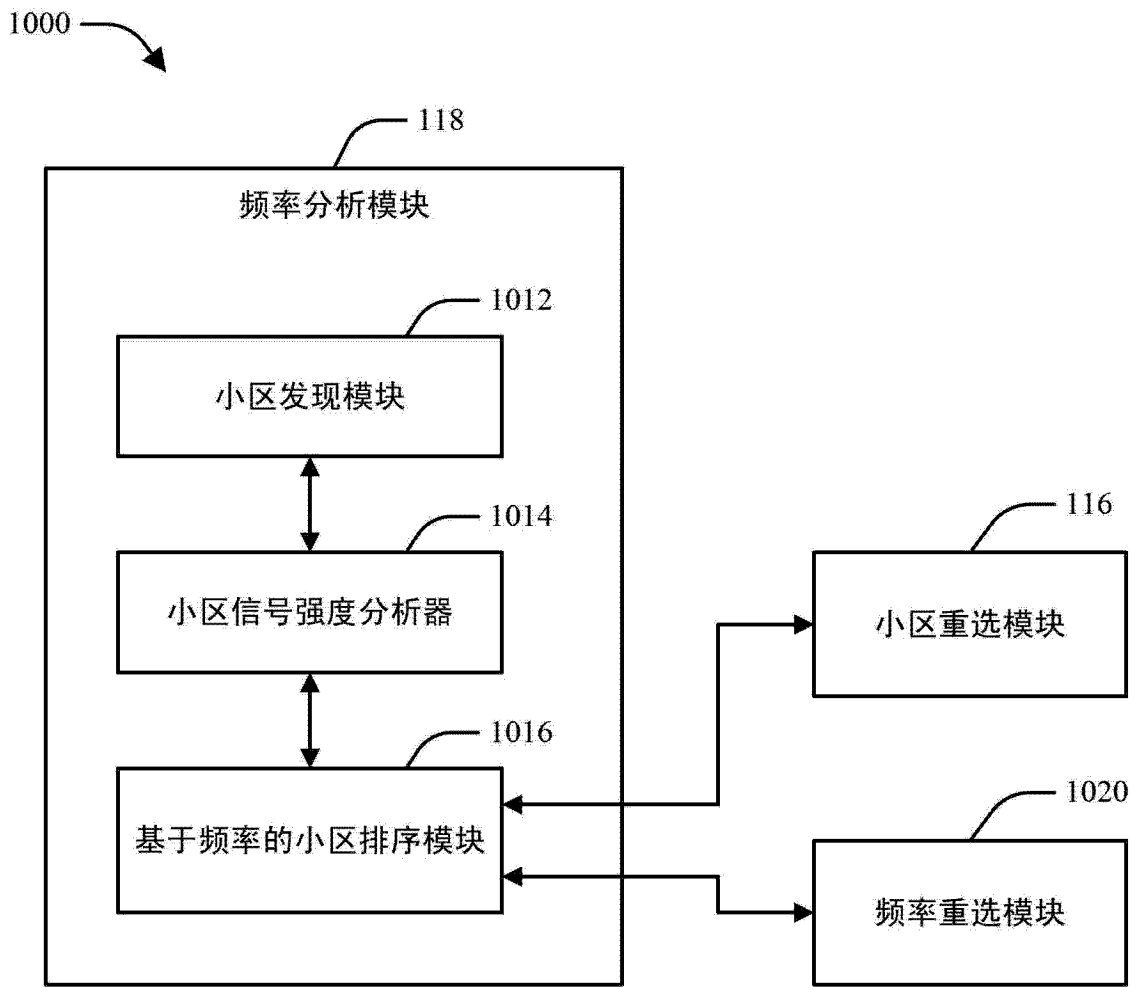 1000
118
频率分析模块
1012
小区发现模块
1014
小区信号强度分析器
1016
基于频率的小区排序模块
116
小区重选模块
1020
频率重选模块